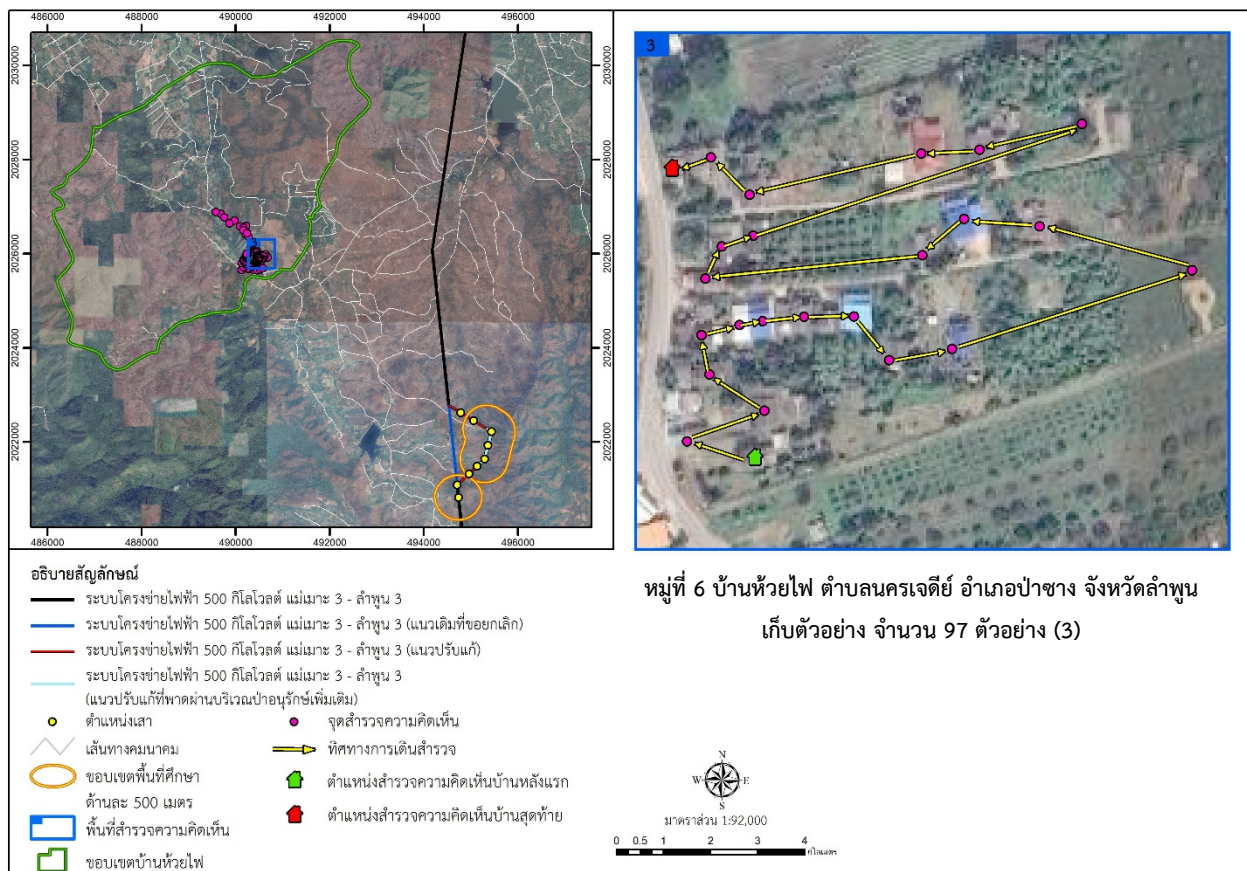 486000 488000 490000 492000 494000 496000
2030000
2028000
2026000
2024000
2022000
486000 488000 490000 492000 494000 496000
3
หมู่ที่ 6 บ้านห้วยไฟ ตำบลนครเจดีย์ อำเภอป่าซาง จังหวัดลำพูน
เก็บตัวอย่าง จำนวน 97 ตัวอย่าง (3)
อธิบายสัญลักษณ์
ระบบโครงข่ายไฟฟ้า 500 กิโลโวลต์ แม่เมาะ 3 - ลำพูน 3
ระบบโครงข่ายไฟฟ้า 500 กิโลโวลต์ แม่เมาะ 3 - ลำพูน 3 (แนวเดิมที่ขอยกเลิก)
ระบบโครงข่ายไฟฟ้า 500 กิโลโวลต์ แม่เมาะ 3 - ลำพูน 3 (แนวปรับแก้)
ระบบโครงข่ายไฟฟ้า 500 กิโลโวลต์ แม่เมาะ 3 - ลำพูน 3
(แนวปรับแก้ที่พาดผ่านบริเวณป่าอนุรักษ์เพิ่มเติม)
ตำแหน่งเสา
เส้นทางคมนาคม
ขอบเขตพื้นที่ศึกษา
ด้านละ 500 เมตร
พื้นที่สำรวจความคิดเห็น
ขอบเขตบ้านห้วยไฟ
จุดสำรวจความคิดเห็น
ทิศทางการเดินสำรวจ
ตำแหน่งสำรวจความคิดเห็นบ้านหลังแรก
ตำแหน่งสำรวจความคิดเห็นบ้านสุดท้าย
N
W E
S
มาตราส่วน 1:92,000
0 0.5 1 2 3 4
กิโลเมตร